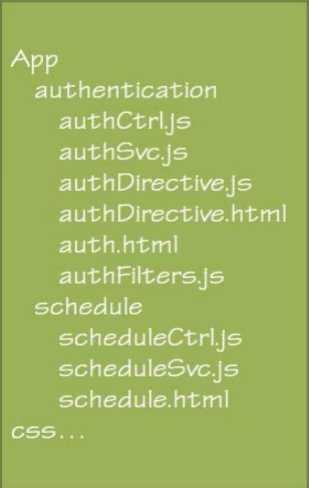 App
authentication
authCtrl.js
authSvc.js
authDirective.js
authDirective.html
auth.html
authFilters.js
schedule
scheduleCtrl.js
scheduleSvc.js
schedule.html
css...